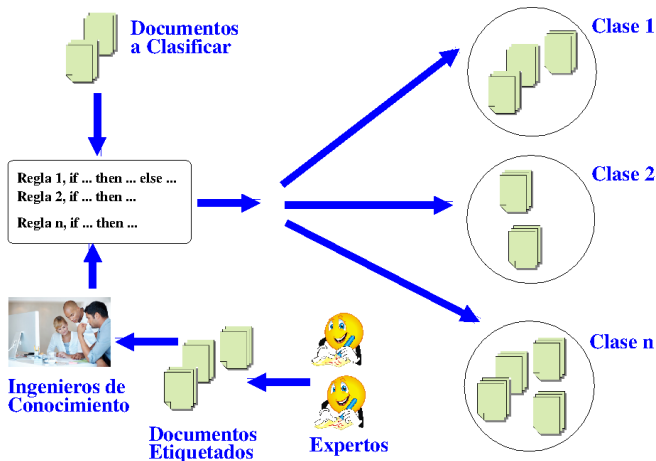 Documentos
a Clasificar
Clase 1
Regla 1, if ... then ... else ...
Regla 2, if ... then ...
Regla n, if ... then ...
Clase 2
Clase n
Ingenieros de
Conocimiento
Documentos
Etiquetados
Expertos